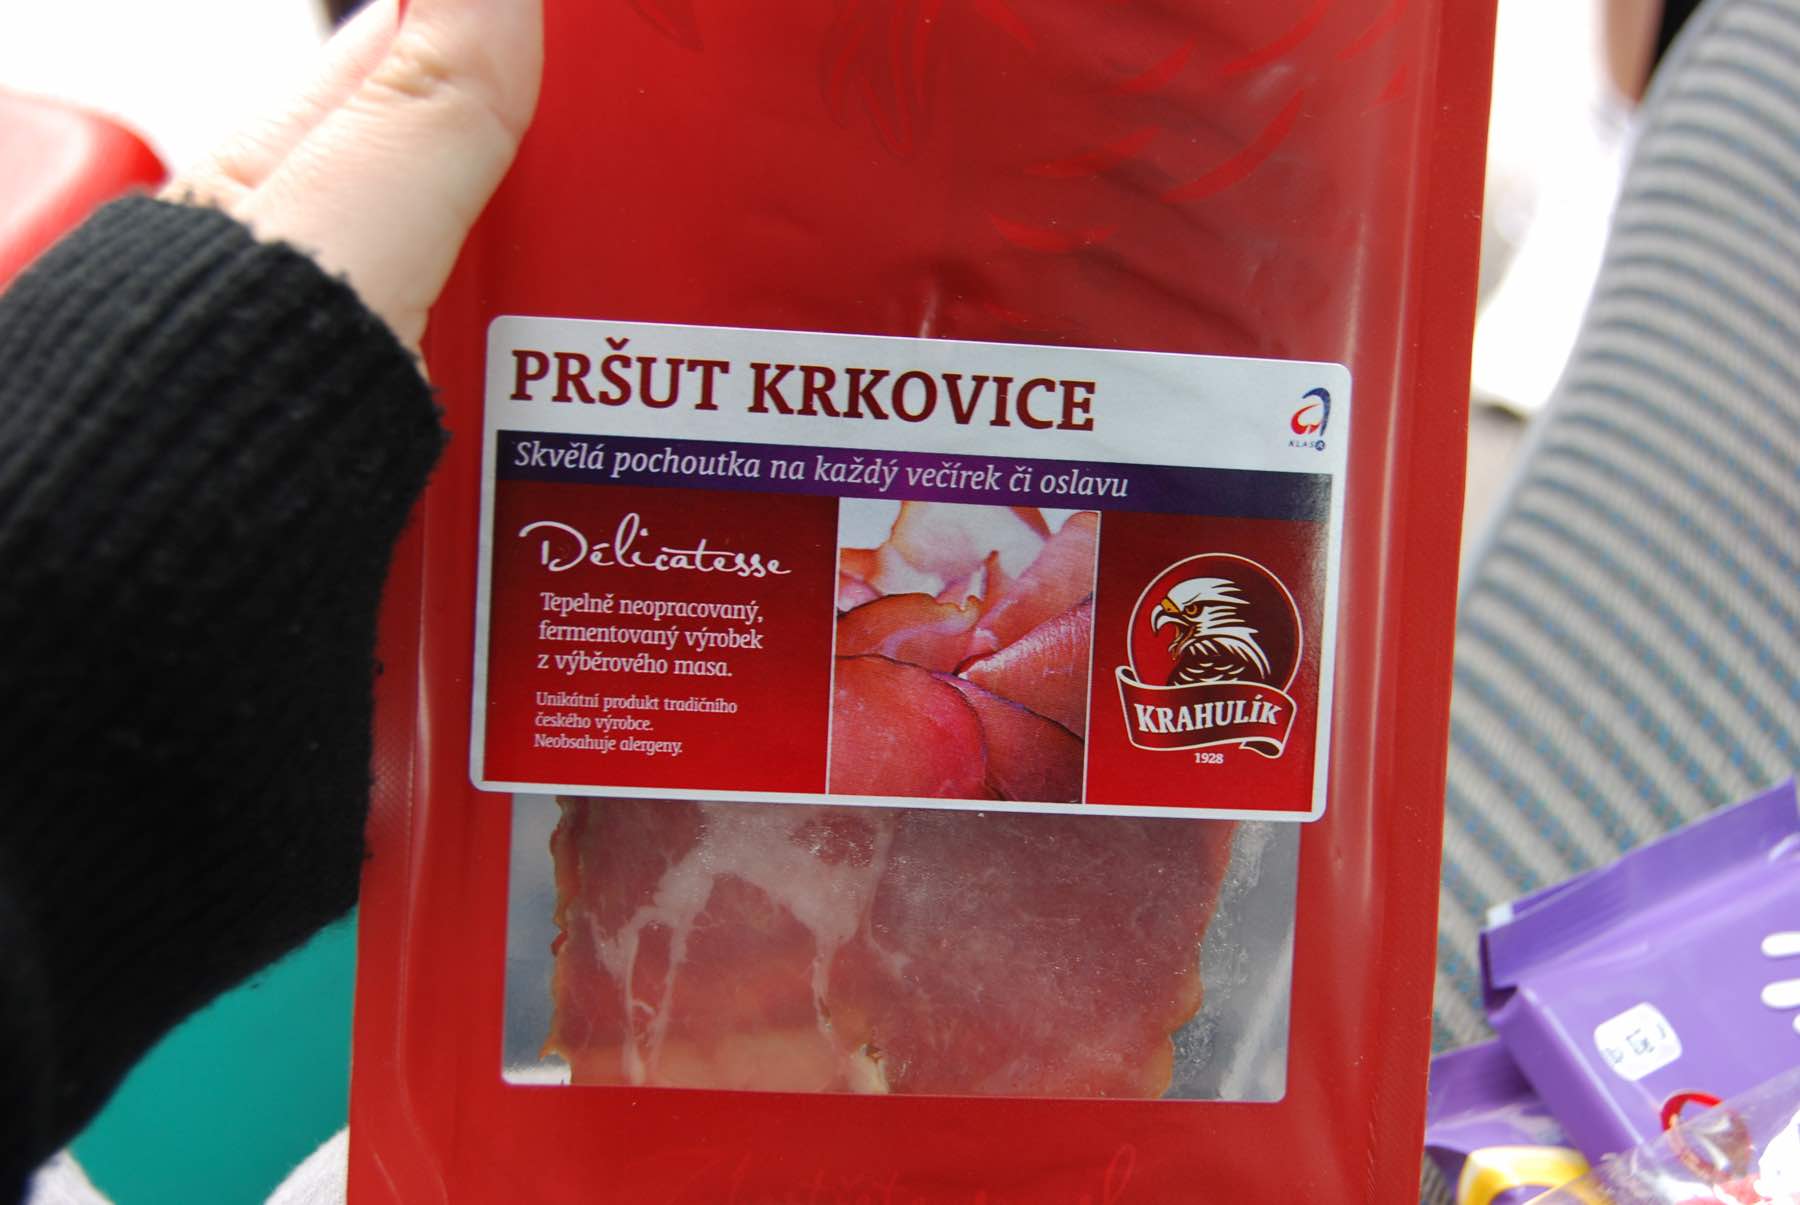 PRŠUT KRKOVICE
KLASA
Skvělá pochoutka na každý večírek či oslavu
Délicatesse
Tepelně neopracovaný,
fermentovaný výrobek
z výběrového masa.
Unikátní produkt tradičního
českého výrobce.
Neobsahuje alergeny.
KRAHULÍK
1928